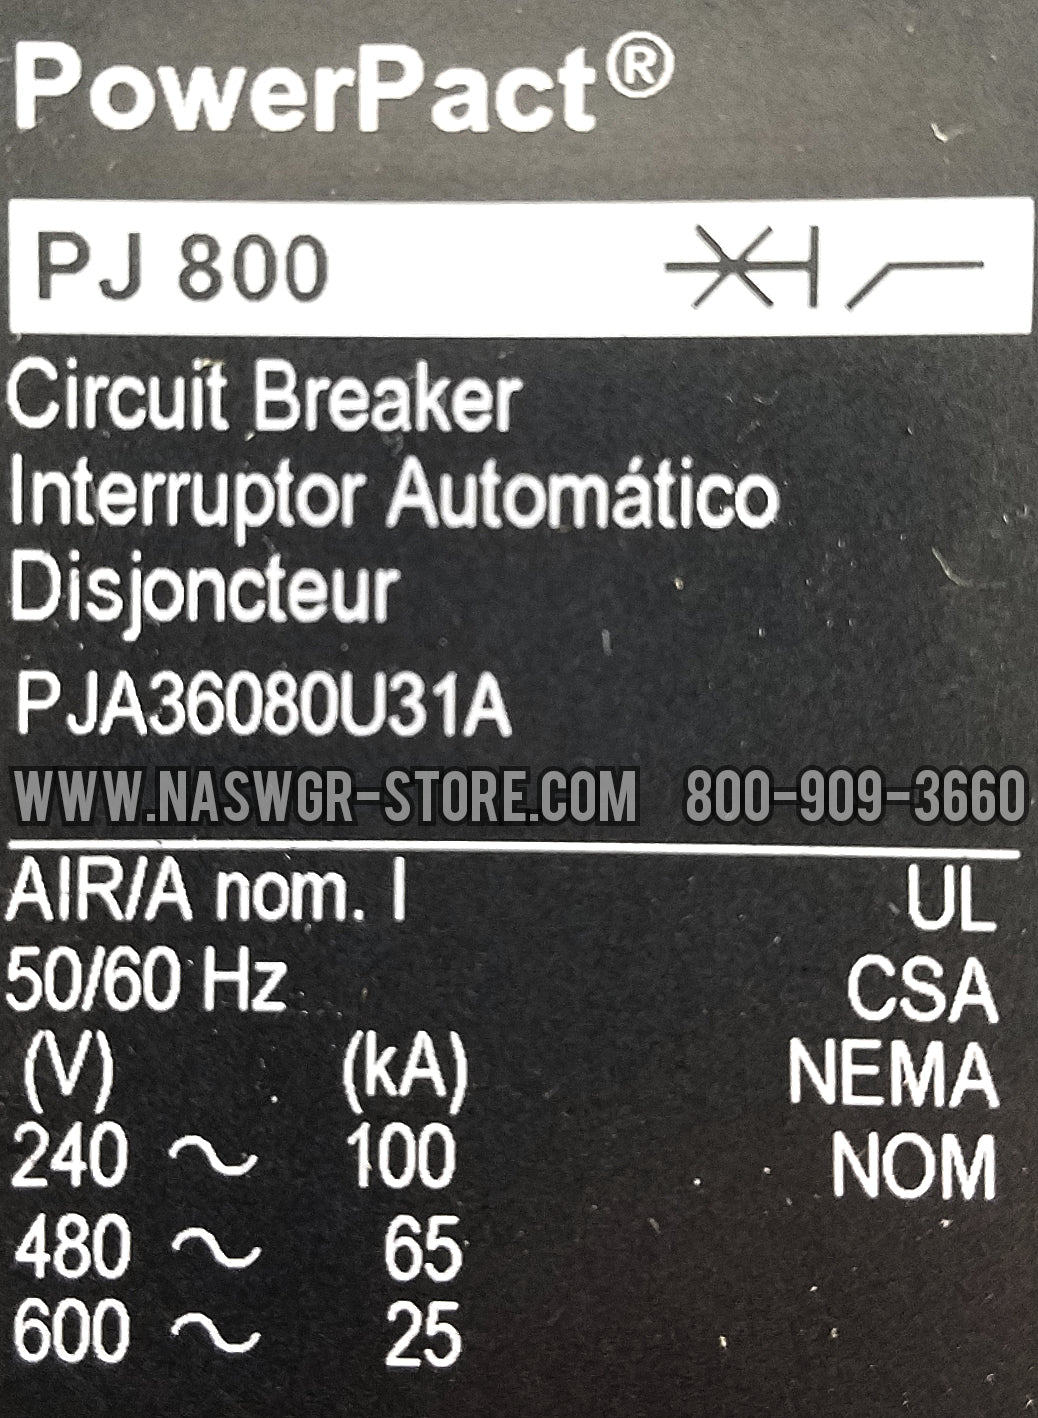 PowerPact®
PJ 800
Circuit Breaker
Interruptor Automático
Disjoncteur
PJA36080U31A
WWW.NASWGR-STORE.COM 800-909-3660
AIR/A nom. I UL
50/60 Hz CSA
(V) (kA) NEMA
240 ~ 100 NOM
480 ~ 65
600 ~ 25